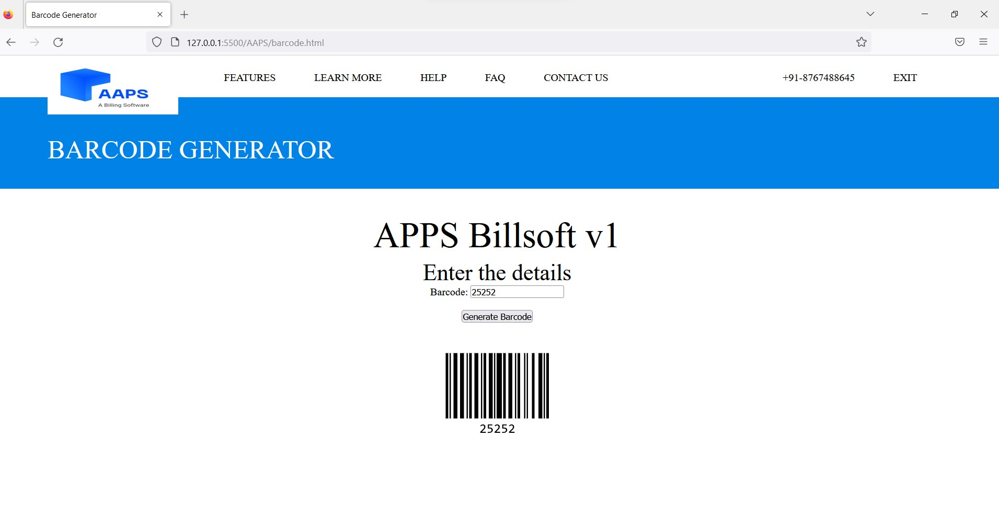 Barcode Generator
127.0.0.1:5500/AAPS/barcode.html
AAPS
A Billing Software
FEATURES LEARN MORE HELP FAQ CONTACT US +91-8767488645 EXIT
BARCODE GENERATOR
APPS Billsoft v1
Enter the details
Barcode: 25252
Generate Barcode
25252